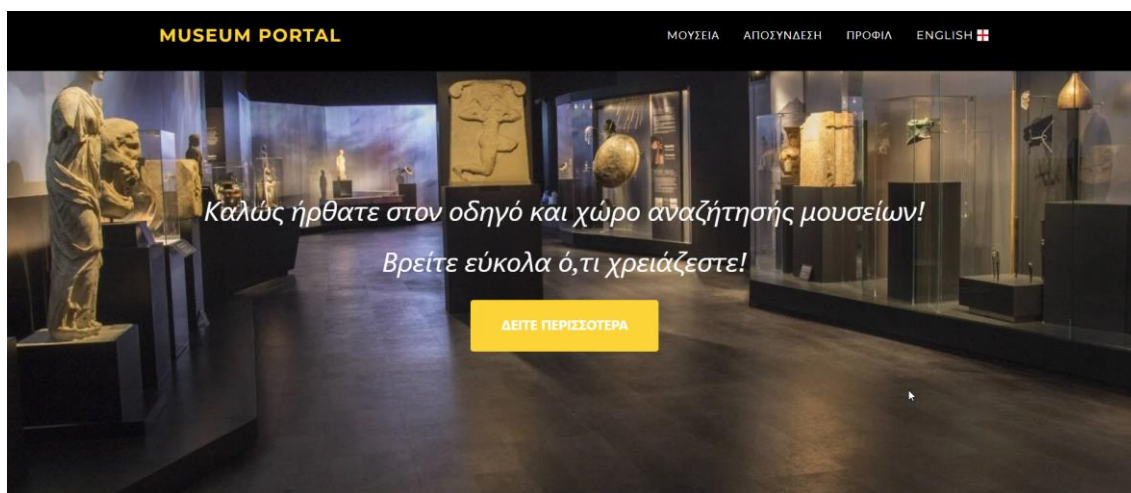 MUSEUM PORTAL
ΜΟΥΣΕΙΑ ΑΠΟΣΥΝΔΕΣΗ ΠΡΟΦΙΛ ENGLISH
Καλώς ήρθατε στον οδηγό και χώρο αναζήτησής μουσείων!
Βρείτε εύκολα ό,τι χρειάζεστε!
ΔΕΙΤΕ ΠΕΡΙΣΣΟΤΕΡΑ